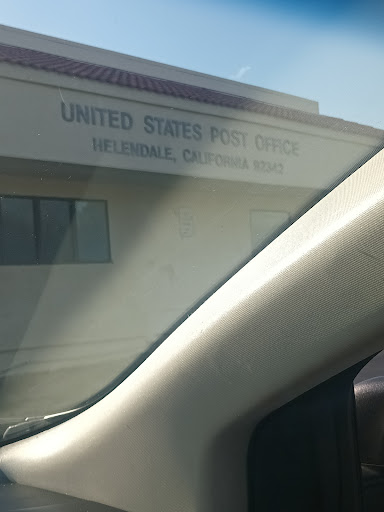 UNITED STATES POST OFFICE
HELENDALE, CALIFORNIA 92342